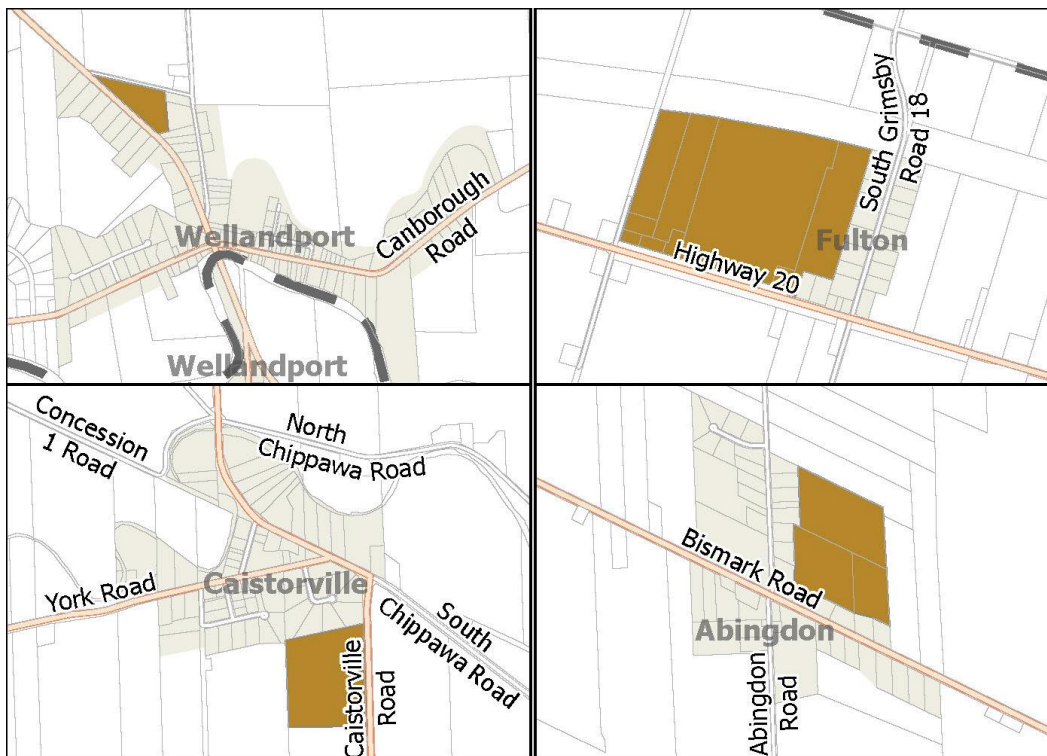 Wellandport
Canborough
Road
Wellandport
South Grimsby
Road 18
Fulton
Highway 20
Concession
1 Road
North
Chippawa Road
York Road
Caistorville
South
Chippawa Road
Caistorville
Road
Bismark Road
Abingdon
Abingdon
Road